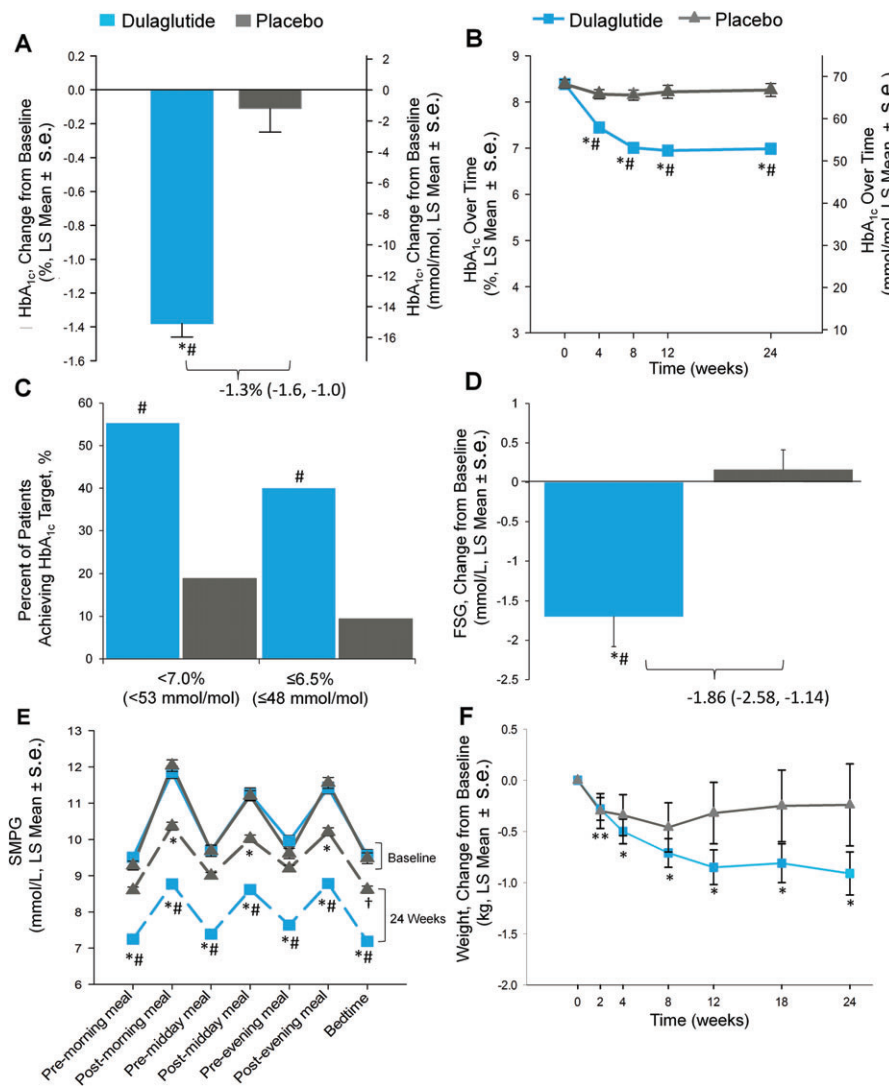 Dulaglutide Placebo
A
HbA1c, Change from Baseline
(%, LS Mean ± s.e.)
0.2
0.0
-0.2
-0.4
-0.6
-0.8
-1.0
-1.2
-1.4
-1.6
*#
2
0
-2
-4
-6
-8
-10
-12
-14
-16
HbA1c, Change from Baseline
(mmol/mol, LS Mean ± s.e.)
-1.3% (-1.6, -1.0)
Dulaglutide Placebo
B
HbA1c Over Time
(%, LS Mean ± s.e.)
9
8
7
6
5
4
3
*# *# *# *#
70
60
50
40
30
20
10
HbA1c Over Time
(mmol/mol, LS Mean ± s.e.)
0 4 8 12 24
Time (weeks)
C
Percent of Patients
Achieving HbA1c Target, %
60
50
40
30
20
10
0
# #
<7.0% ≤6.5%
(<53 mmol/mol) (≤48 mmol/mol)
D
FSG, Change from Baseline
(mmol/L, LS Mean ± s.e.)
1
0.5
0
-0.5
-1
-1.5
-2
-2.5
*#
-1.86 (-2.58, -1.14)
E
SMPG
(mmol/L, LS Mean ± s.e.)
13
12
11
10
9
8
7
6
* * * †
*# *# *# *# *# *# *#
Baseline
24 Weeks
Pre-morning meal
Post-morning meal
Pre-midday meal
Post-midday meal
Pre-evening meal
Post-evening meal
Bedtime
F
Weight, Change from Baseline
(kg, LS Mean ± s.e.)
0.5
0.0
-0.5
-1.0
-1.5
-2.0
** * * * * *
0 2 4 8 12 18 24
Time (weeks)